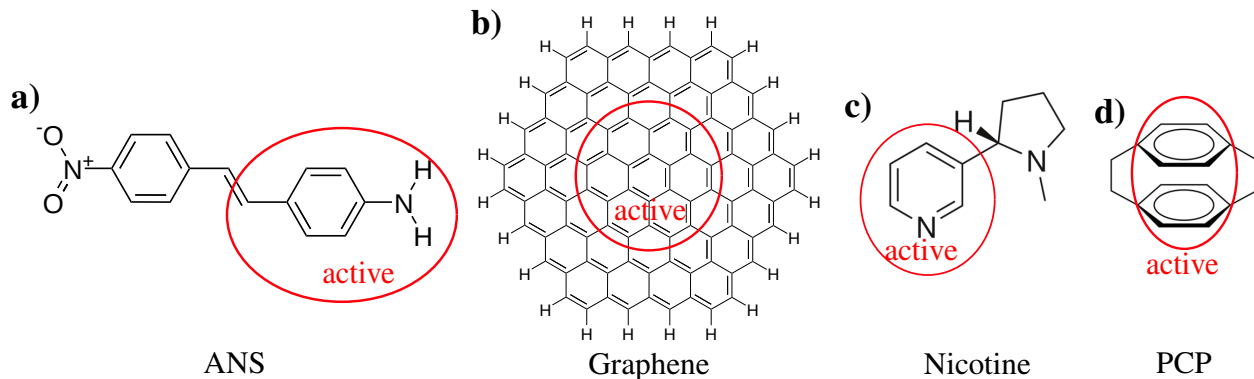 a)
-O
N+
O
H
N
H
active
ANS
b)
H H H H
H H
H H
H H
H H
active
H H
H H
H H
H H H H
Graphene
c)
H
N
N
active
Nicotine
d)
active
PCP